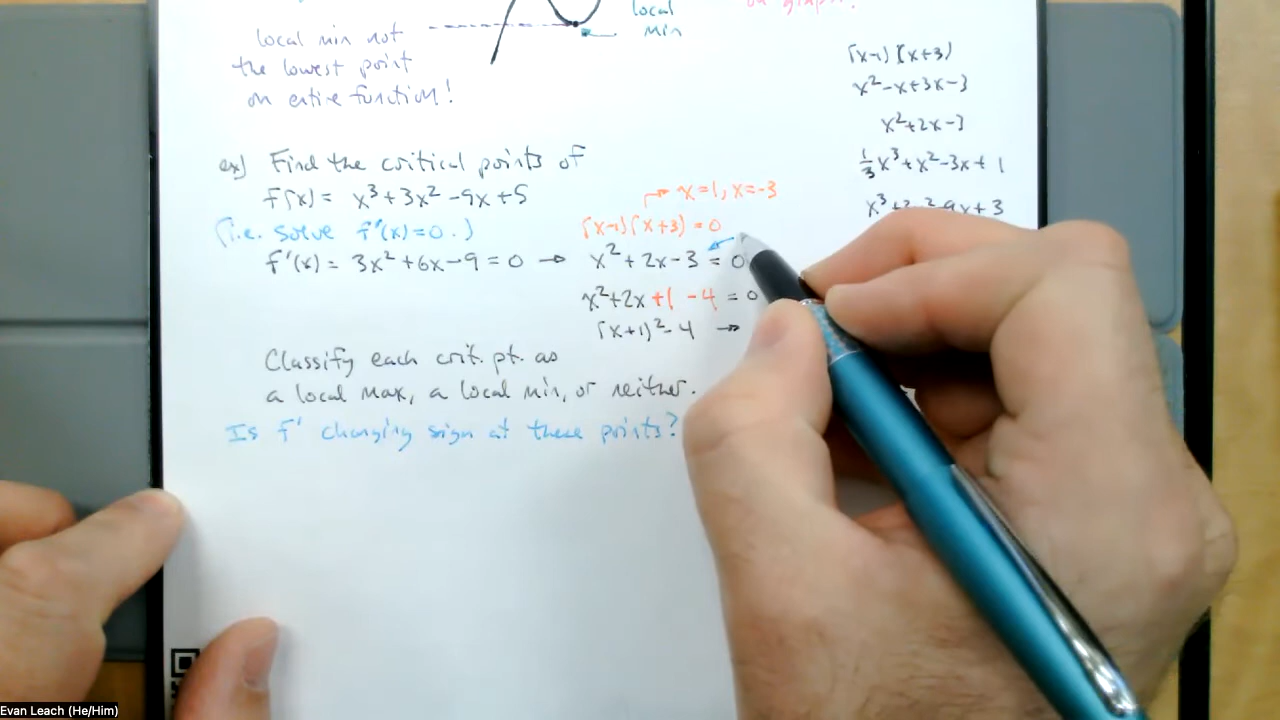 local
min
local min not
the lowest point
on entire function!
on graph!
(x-1)(x+3)
x²-x+3x-3
x²+2x-3
1/3x³+x²-3x+1
ex) Find the critical points of
f(x) = x³+3x²-9x+5
(i.e. solve f'(x)=0.)
f'(x) = 3x²+6x-9=0 →
→ x=1, x=-3
(x-1)(x+3)=0
x²+2x-3=0
x²+2x+1-4=0
(x+1)²-4 →
Classify each crit. pt. as
a local max, a local min, or neither.
Is f' changing sign at these points?
Evan Leach (He/Him)